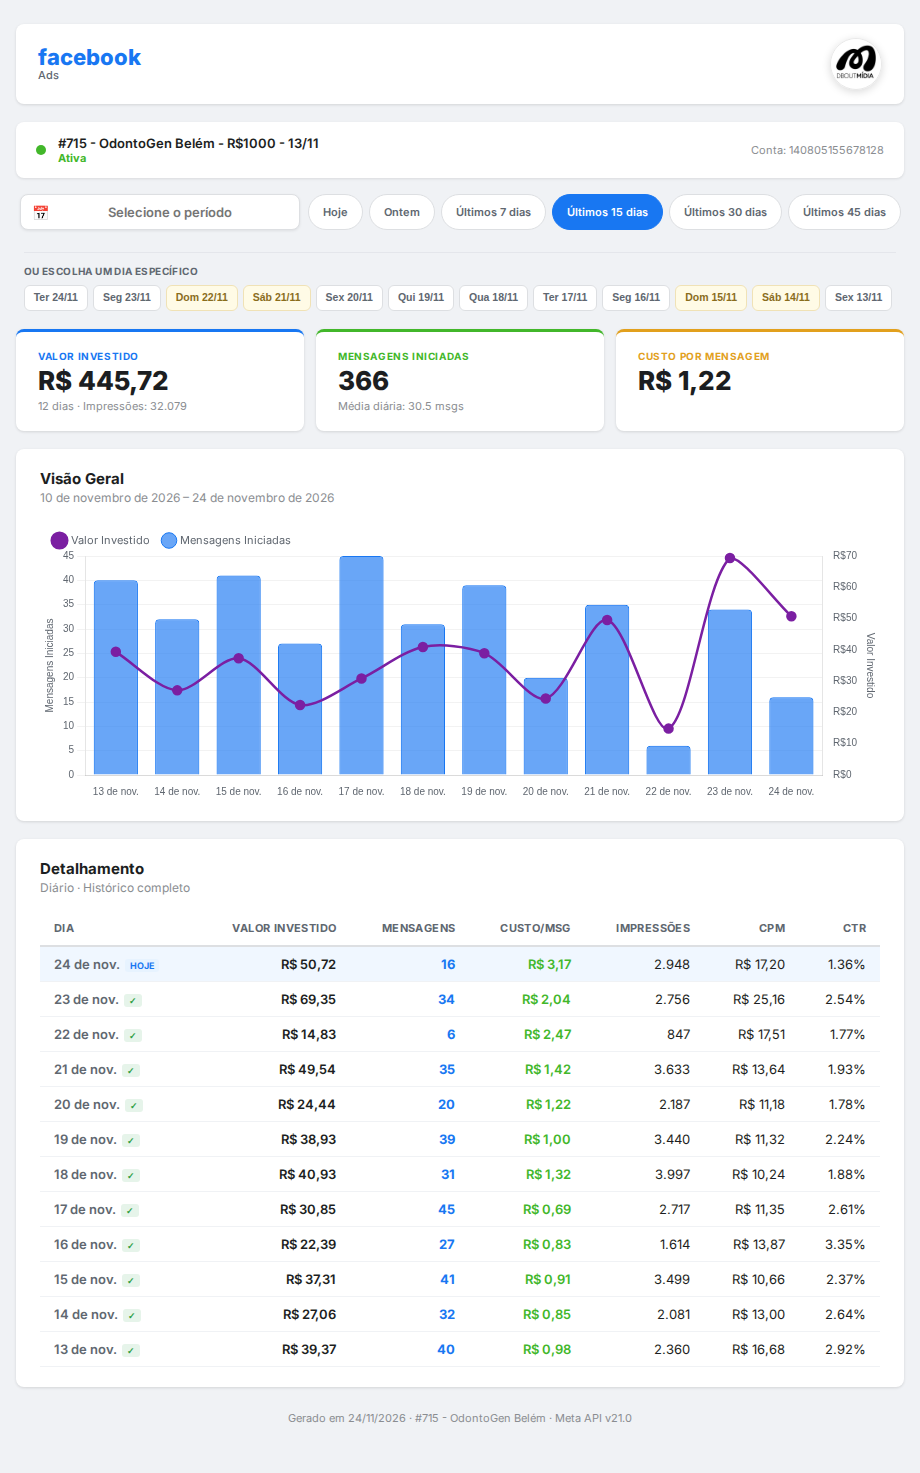 facebook
Ads
DBOUTMÍDIA
#715 - OdontoGen Belém - R$1000 - 13/11
Ativa
Conta: 140805155678128
Selecione o período
Hoje
Ontem
Últimos 7 dias
Últimos 15 dias
Últimos 30 dias
Últimos 45 dias
OU ESCOLHA UM DIA ESPECÍFICO
Ter 24/11
Seg 23/11
Dom 22/11
Sáb 21/11
Sex 20/11
Qui 19/11
Qua 18/11
Ter 17/11
Seg 16/11
Dom 15/11
Sáb 14/11
Sex 13/11
VALOR INVESTIDO
R$ 445,72
12 dias · Impressões: 32.079
MENSAGENS INICIADAS
366
Média diária: 30.5 msgs
CUSTO POR MENSAGEM
R$ 1,22
Visão Geral
10 de novembro de 2026 – 24 de novembro de 2026
Valor Investido
Mensagens Iniciadas
45
40
35
30
25
20
15
10
5
0
Mensagens Iniciadas
R$70
R$60
R$50
R$40
R$30
R$20
R$10
R$0
Valor Investido
13 de nov.
14 de nov.
15 de nov.
16 de nov.
17 de nov.
18 de nov.
19 de nov.
20 de nov.
21 de nov.
22 de nov.
23 de nov.
24 de nov.
Detalhamento
Diário · Histórico completo
DIA VALOR INVESTIDO MENSAGENS CUSTO/MSG IMPRESSÕES CPM CTR
24 de nov. HOJE R$ 50,72 16 R$ 3,17 2.948 R$ 17,20 1.36%
23 de nov. ✓ R$ 69,35 34 R$ 2,04 2.756 R$ 25,16 2.54%
22 de nov. ✓ R$ 14,83 6 R$ 2,47 847 R$ 17,51 1.77%
21 de nov. ✓ R$ 49,54 35 R$ 1,42 3.633 R$ 13,64 1.93%
20 de nov. ✓ R$ 24,44 20 R$ 1,22 2.187 R$ 11,18 1.78%
19 de nov. ✓ R$ 38,93 39 R$ 1,00 3.440 R$ 11,32 2.24%
18 de nov. ✓ R$ 40,93 31 R$ 1,32 3.997 R$ 10,24 1.88%
17 de nov. ✓ R$ 30,85 45 R$ 0,69 2.717 R$ 11,35 2.61%
16 de nov. ✓ R$ 22,39 27 R$ 0,83 1.614 R$ 13,87 3.35%
15 de nov. ✓ R$ 37,31 41 R$ 0,91 3.499 R$ 10,66 2.37%
14 de nov. ✓ R$ 27,06 32 R$ 0,85 2.081 R$ 13,00 2.64%
13 de nov. ✓ R$ 39,37 40 R$ 0,98 2.360 R$ 16,68 2.92%
Gerado em 24/11/2026 · #715 - OdontoGen Belém · Meta API v21.0